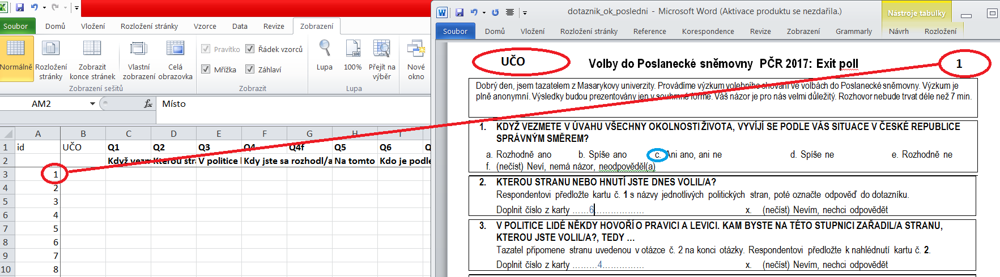 Soubor Domů Vložení Rozložení stránky Vzorce Data Revize Zobrazení
Normálně
Rozložení stránky
Zobrazit konce stránek
Vlastní zobrazení
Celá obrazovka
Zobrazení sešitů
Pravítko
Řádek vzorců
Mřížka
Záhlaví
Zobrazit
Lupa
100%
Přejít na výběr
Lupa
Nové okno
AM2 fx Místo
A B C D E F G H I
1 id UČO Q1 Q2 Q3 Q4 Q4f Q5 Q6
2 Když vezm Kterou stra V politice l Kdy jste sa rozhodl/a Na tomto Kdo je podle
3 1
4 2
5 3
6 4
7 5
8 6
9 7
10 8
dotaznik_ok_posledni - Microsoft Word (Aktivace produktu se nezdařila.)
Nástroje tabulky
Soubor Domů Vložení Rozložení stránky Reference Korespondence Revize Zobrazení Grammarly Návrh Rozložení
UČO Volby do Poslanecké sněmovny PČR 2017: Exit poll 1
Dobrý den, jsem tazatelem z Masarykovy univerzity. Provádíme výzkum volebního chování ve volbách do Poslanecké sněmovny. Výzkum je
plně anonymní. Výsledky budou prezentovány jen v souhrnné formě. Váš názor je pro nás velmi důležitý. Rozhovor nebude trvat déle než 7 min.
1. KDYŽ VEZMETE V ÚVAHU VŠECHNY OKOLNOSTI ŽIVOTA, VYVÍJÍ SE PODLE VÁS SITUACE V ČESKÉ REPUBLICE
SPRÁVNÝM SMĚREM?
a. Rozhodně ano b. Spíše ano c. Ani ano, ani ne d. Spíše ne e. Rozhodně ne
f. (nečíst) Neví, nemá názor, neodpověděl(a)
2. KTEROU STRANU NEBO HNUTÍ JSTE DNES VOLIL/A?
Respondentovi předložte kartu č. 1 s názvy jednotlivých politických stran, poté označte odpověď do dotazníku.
Doplnit číslo z karty ……6……………… x. (nečíst) Nevím, nechci odpovědět
3. V POLITICE LIDÉ NĚKDY HOVOŘÍ O PRAVICI A LEVICI. KAM BYSTE NA TÉTO STUPNICI ZAŘADIL/A STRANU,
KTEROU JSTE VOLIL/A?, TEDY …
Tazatel připomene stranu uvedenou v otázce č. 2 na konci otázky. Respondentovi předložte k nahlédnutí kartu č. 2.
Doplnit číslo z karty ………4…………… x. (nečíst) Nevím, nechci odpovědět